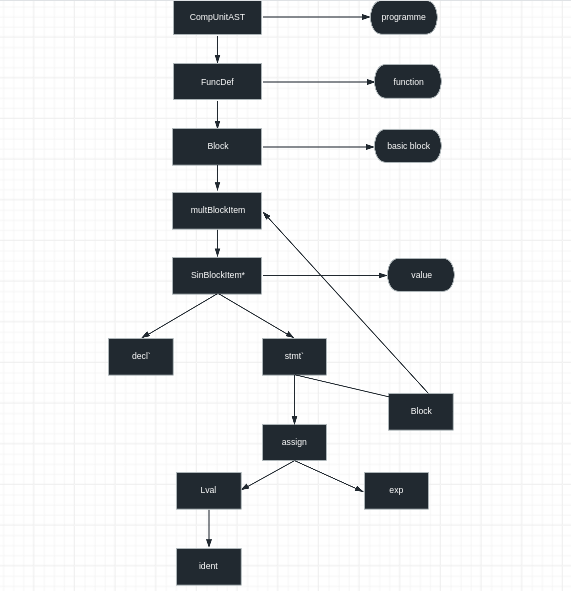 CompUnitAST
programme
FuncDef
function
Block
basic block
multBlockItem
SinBlockItem*
value
decl`
stmt`
Block
assign
Lval
exp
ident